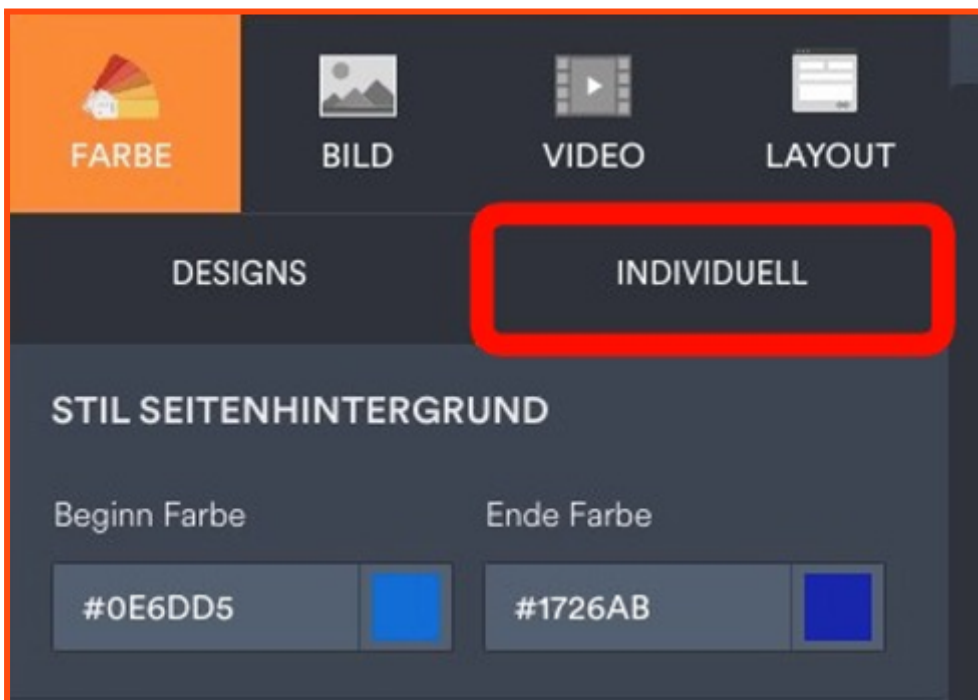 FARBE BILD VIDEO LAYOUT
DESIGNS INDIVIDUELL
STIL SEITENHINTERGRUND
Beginn Farbe Ende Farbe
#0E6DD5 #1726AB